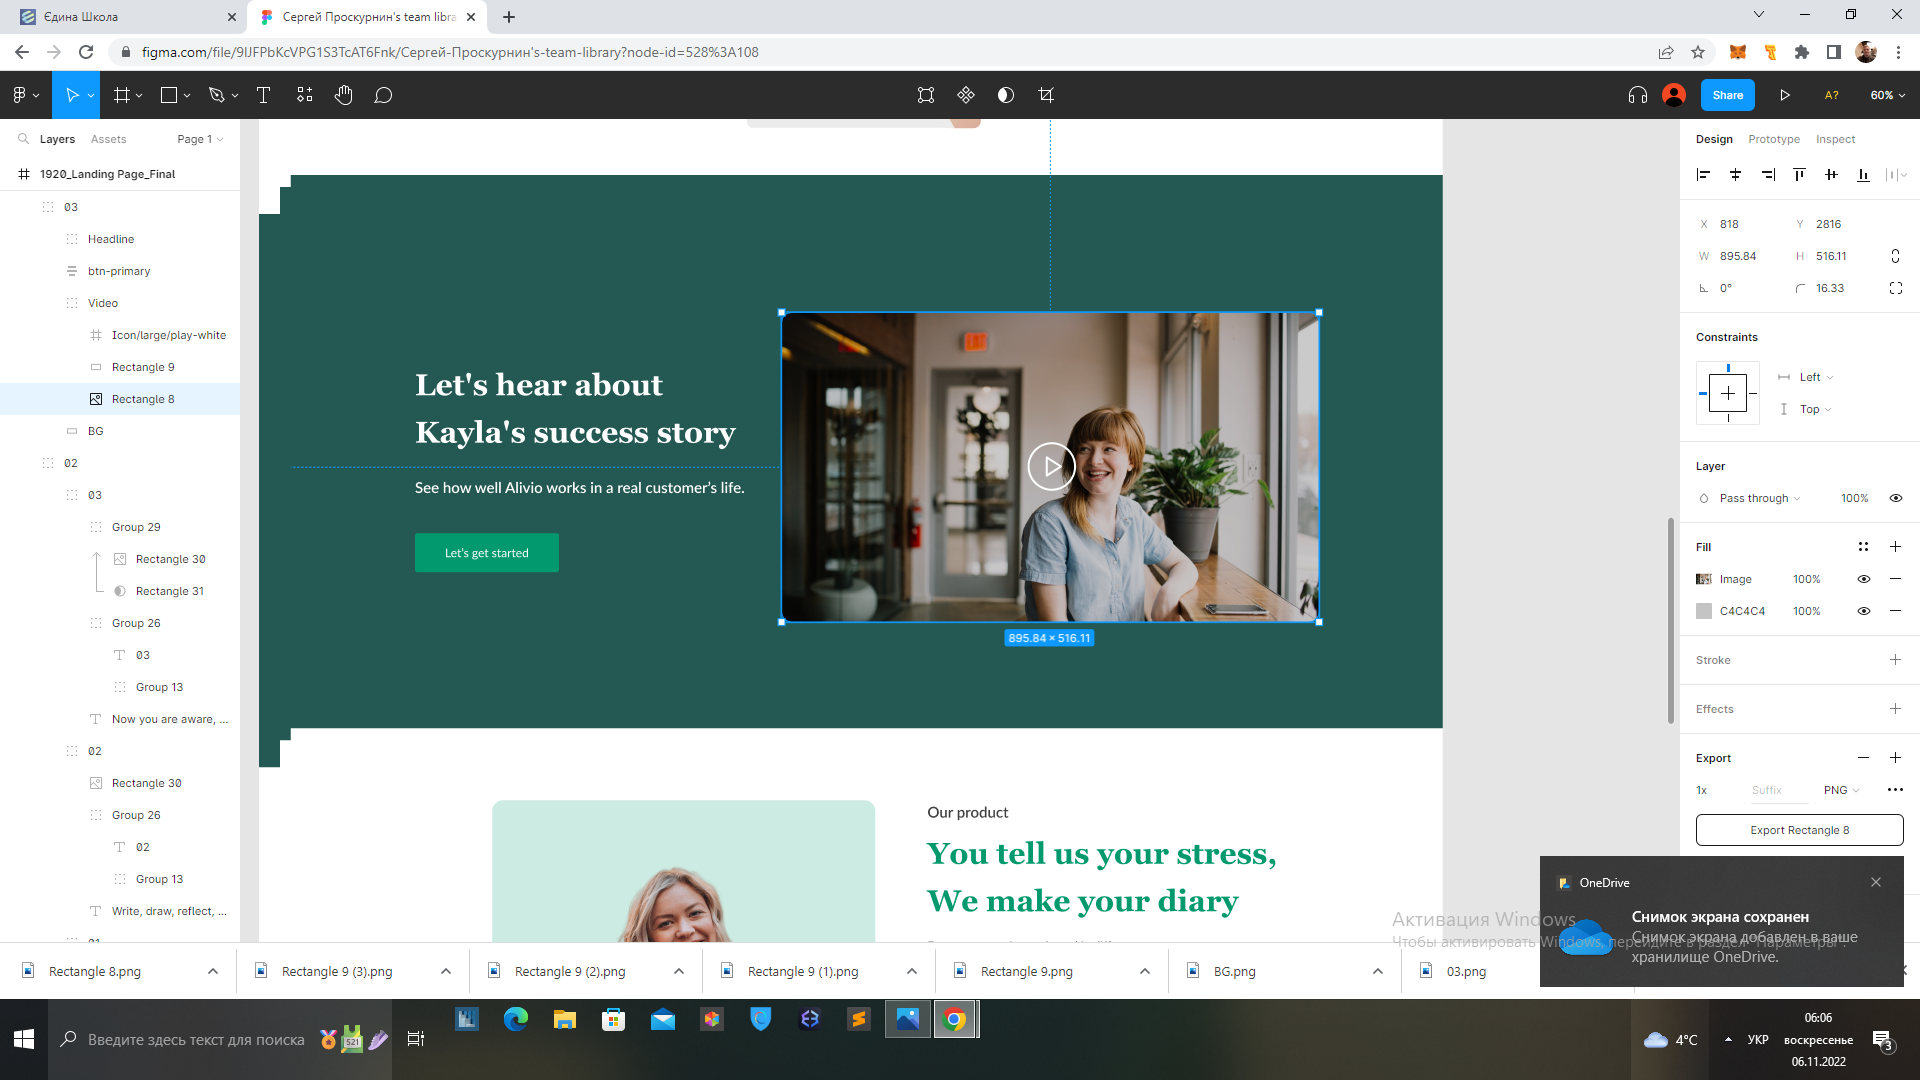 Єдина Школа
Сергей Проскурнин's team libra
figma.com/file/9lJFPbKcVPG1S3TcAT6Fnk/Сергей-Проскурнин's-team-library?node-id=528%3A108
Share
A?
60%
Layers
Assets
Page 1
1920_Landing Page_Final
03
Headline
btn-primary
Video
Icon/large/play-white
Rectangle 9
Rectangle 8
BG
02
03
Group 29
Rectangle 30
Rectangle 31
Group 26
03
Group 13
Now you are aware, ...
02
Rectangle 30
Group 26
02
Group 13
Write, draw, reflect, ...
Let's hear about
Kayla's success story
See how well Alivio works in a real customer's life.
Let's get started
895.84 × 516.11
Our product
You tell us your stress,
We make your diary
Design
Prototype
Inspect
X 818 Y 2816
W 895.84 H 516.11
0° 16.33
Constraints
Left
Top
Layer
Pass through 100%
Fill
Image 100%
C4C4C4 100%
Stroke
Effects
Export
1x Suffix PNG
Export Rectangle 8
Активация Windows
Чтобы активировать Windows, перейдите в раздел "Параметры".
OneDrive
Снимок экрана сохранен
Снимок экрана добавлен в ваше
хранилище OneDrive.
Rectangle 8.png
Rectangle 9 (3).png
Rectangle 9 (2).png
Rectangle 9 (1).png
Rectangle 9.png
BG.png
03.png
Введите здесь текст для поиска
521
4°C
УКР
06:06
воскресенье
06.11.2022
3